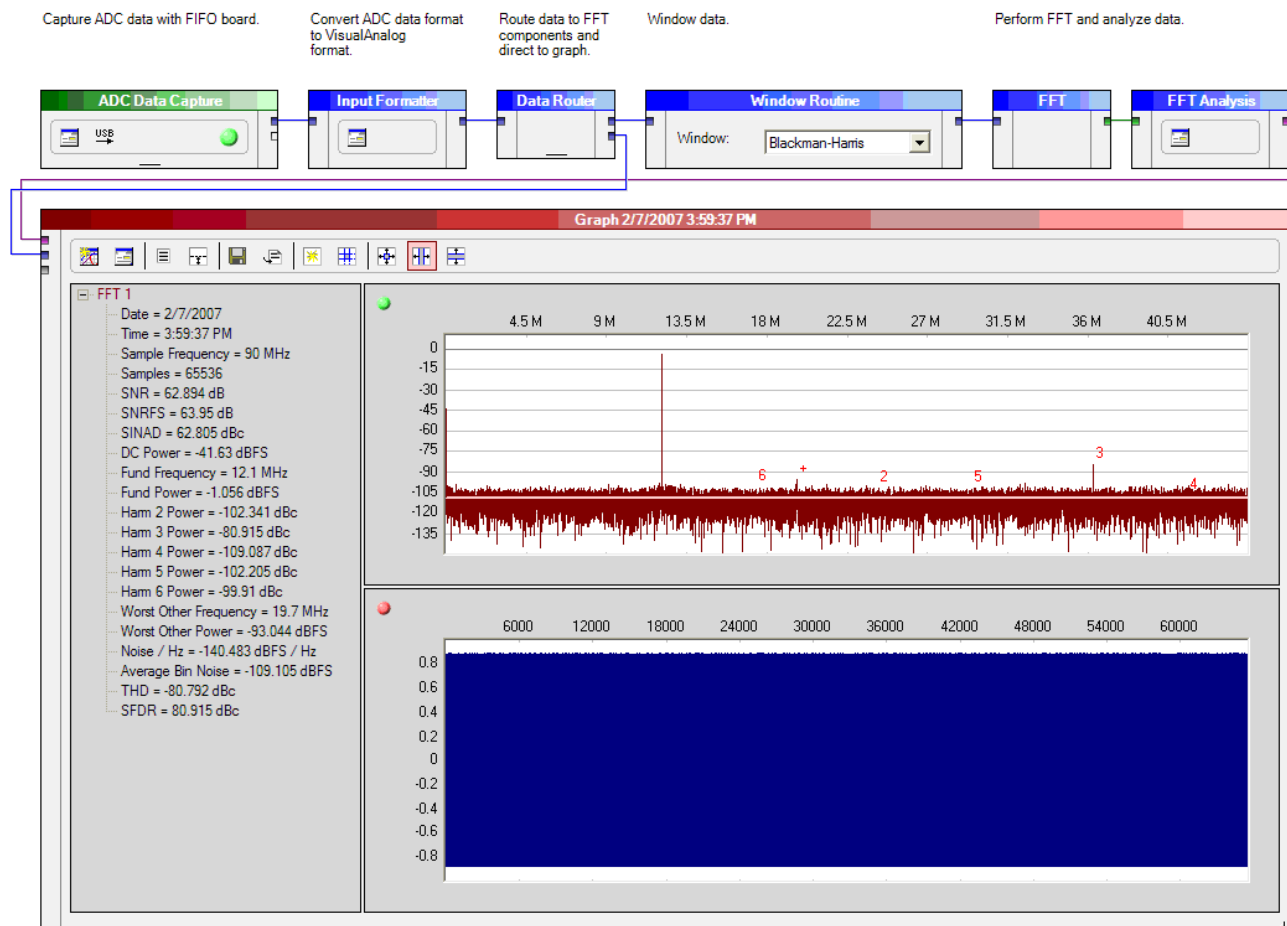 Capture ADC data with FIFO board.
Convert ADC data format
to VisualAnalog
format.
Route data to FFT
components and
direct to graph.
Window data.
Perform FFT and analyze data.
ADC Data Capture
USB
Input Formatter
Data Router
Window Routine
Window:
Blackman-Harris
FFT
FFT Analysis
Graph 2/7/2007 3:59:37 PM
FFT 1
Date = 2/7/2007
Time = 3:59:37 PM
Sample Frequency = 90 MHz
Samples = 65536
SNR = 62.894 dB
SNRFS = 63.95 dB
SINAD = 62.805 dBc
DC Power = -41.63 dBFS
Fund Frequency = 12.1 MHz
Fund Power = -1.056 dBFS
Harm 2 Power = -102.341 dBc
Harm 3 Power = -80.915 dBc
Harm 4 Power = -109.087 dBc
Harm 5 Power = -102.205 dBc
Harm 6 Power = -99.91 dBc
Worst Other Frequency = 19.7 MHz
Worst Other Power = -93.044 dBFS
Noise / Hz = -140.483 dBFS / Hz
Average Bin Noise = -109.105 dBFS
THD = -80.792 dBc
SFDR = 80.915 dBc
4.5 M 9 M 13.5 M 18 M 22.5 M 27 M 31.5 M 36 M 40.5 M
0
-15
-30
-45
-60
-75
-90
-105
-120
-135
6 + 2 5 3 4
6000 12000 18000 24000 30000 36000 42000 48000 54000 60000
0.8
0.6
0.4
0.2
0
-0.2
-0.4
-0.6
-0.8